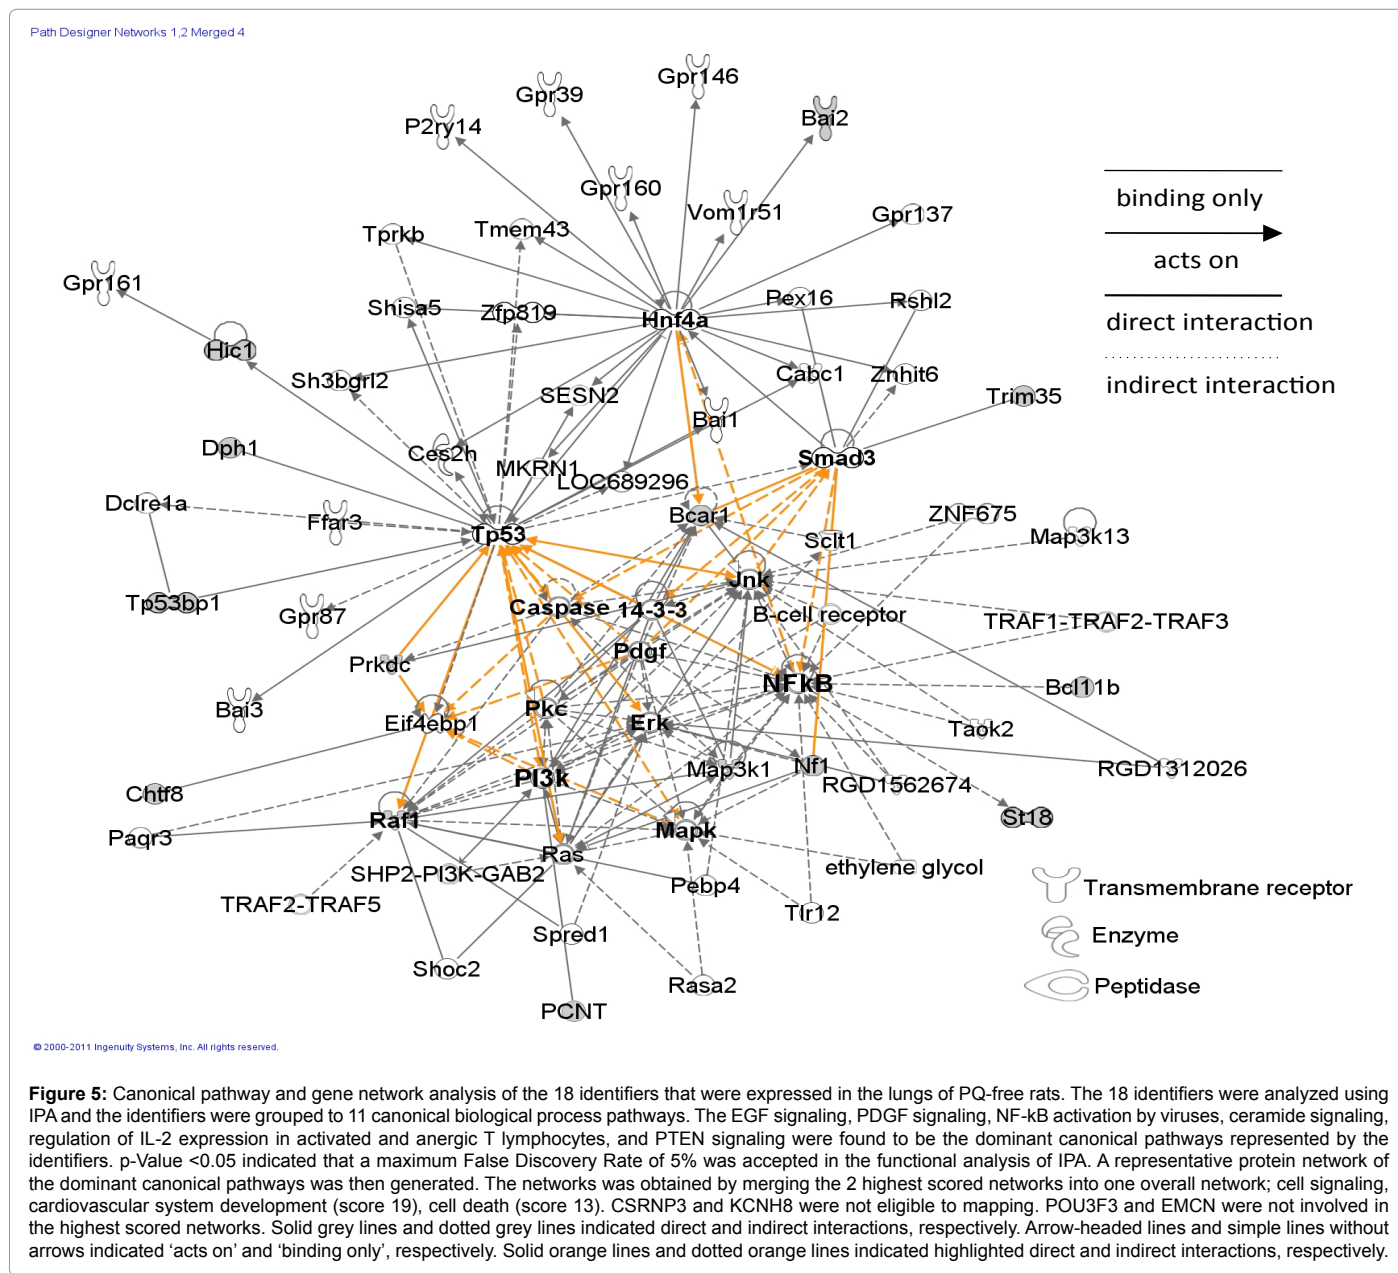 Path Designer Networks 1,2 Merged 4
Gpr146
Gpr39
Bai2
P2ry14
Gpr160
Vom1r51
Gpr137
Tprkb
Tmem43
binding only
acts on
Gpr161
Pex16
Rshl2
Shisa5
Zfp819
Hnf4a
direct interaction
Hic1
Sh3bgrl2
Cabc1
Znhit6
indirect interaction
SESN2
Trim35
Bai1
Dph1
Ces2h
MKRN1
Smad3
LOC689296
Dclre1a
Ffar3
Bcar1
ZNF675
Tp53
Sclt1
Map3k13
Jnk
Tp53bp1
Caspase
14-3-3
B-cell receptor
TRAF1-TRAF2-TRAF3
Gpr87
Pdgf
Prkdc
NFkB
Bcl11b
Bai3
Pkc
Eif4ebp1
Erk
Taok2
Map3k1
Nf1
RGD1312026
PI3k
RGD1562674
Chtf8
Raf1
St18
Paqr3
Mapk
Ras
SHP2-PI3K-GAB2
ethylene glycol
Pebp4
Transmembrane receptor
TRAF2-TRAF5
Tlr12
Spred1
Enzyme
Shoc2
Rasa2
Peptidase
PCNT
© 2000-2011 Ingenuity Systems, Inc. All rights reserved.
Figure 5: Canonical pathway and gene network analysis of the 18 identifiers that were expressed in the lungs of PQ-free rats. The 18 identifiers were analyzed using
IPA and the identifiers were grouped to 11 canonical biological process pathways. The EGF signaling, PDGF signaling, NF-kB activation by viruses, ceramide signaling,
regulation of IL-2 expression in activated and anergic T lymphocytes, and PTEN signaling were found to be the dominant canonical pathways represented by the
identifiers. p-Value <0.05 indicated that a maximum False Discovery Rate of 5% was accepted in the functional analysis of IPA. A representative protein network of
the dominant canonical pathways was then generated. The networks was obtained by merging the 2 highest scored networks into one overall network; cell signaling,
cardiovascular system development (score 19), cell death (score 13). CSRNP3 and KCNH8 were not eligible to mapping. POU3F3 and EMCN were not involved in
the highest scored networks. Solid grey lines and dotted grey lines indicated direct and indirect interactions, respectively. Arrow-headed lines and simple lines without
arrows indicated ‘acts on’ and ‘binding only’, respectively. Solid orange lines and dotted orange lines indicated highlighted direct and indirect interactions, respectively.